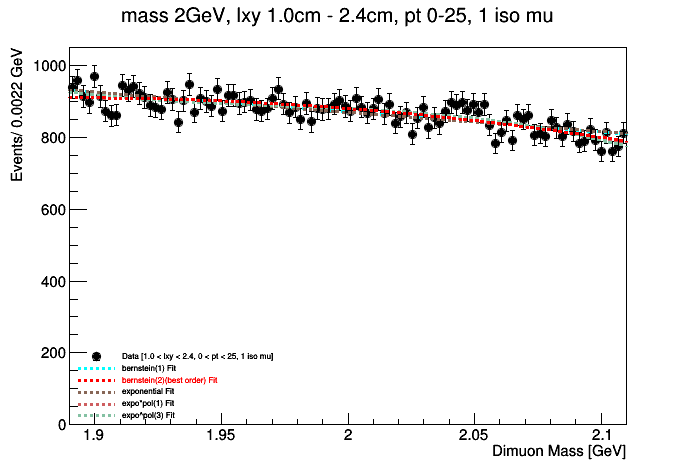 mass 2GeV, lxy 1.0cm - 2.4cm, pt 0-25, 1 iso mu
Events/ 0.0022 GeV
1000
800
600
400
200
0
Data [1.0 < lxy < 2.4, 0 < pt < 25, 1 iso mu]
bernstein(1) Fit
bernstein(2)(best order) Fit
exponential Fit
expo*pol(1) Fit
expo^pol(3) Fit
1.9 1.95 2 2.05 2.1
Dimuon Mass [GeV]